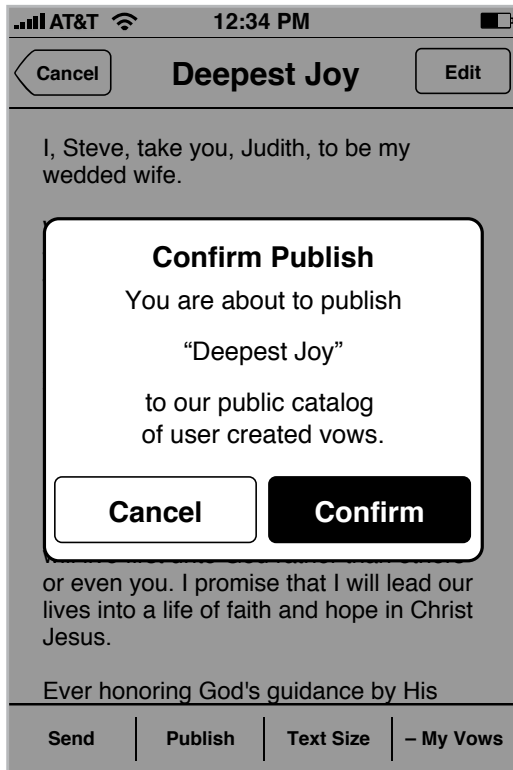 AT&T 12:34 PM
Cancel Deepest Joy Edit
I, Steve, take you, Judith, to be my
wedded wife.
Confirm Publish
You are about to publish
“Deepest Joy”
to our public catalog
of user created vows.
Cancel Confirm
or even you. I promise that I will lead our
lives into a life of faith and hope in Christ
Jesus.
Ever honoring God's guidance by His
Send Publish Text Size – My Vows